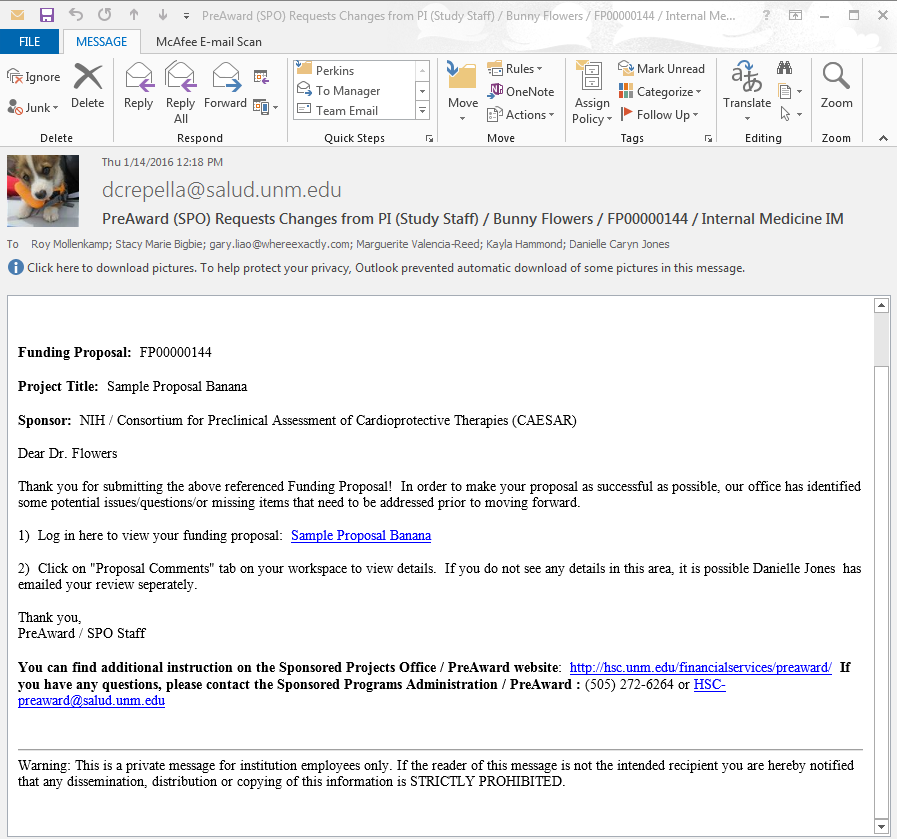 PreAward (SPO) Requests Changes from PI (Study Staff) / Bunny Flowers / FP00000144 / Internal Me...
FILE MESSAGE McAfee E-mail Scan
Ignore
Junk
Delete
Reply
Reply All
Forward
Perkins
To Manager
Team Email
Move
Rules
OneNote
Actions
Assign Policy
Mark Unread
Categorize
Follow Up
Translate
Zoom
Delete Respond Quick Steps Move Tags Editing Zoom
Thu 1/14/2016 12:18 PM
dcrepella@salud.unm.edu
PreAward (SPO) Requests Changes from PI (Study Staff) / Bunny Flowers / FP00000144 / Internal Medicine IM
To Roy Mollenkamp; Stacy Marie Bigbie; gary.liao@whereexactly.com; Marguerite Valencia-Reed; Kayla Hammond; Danielle Caryn Jones
Click here to download pictures. To help protect your privacy, Outlook prevented automatic download of some pictures in this message.
Funding Proposal: FP00000144
Project Title: Sample Proposal Banana
Sponsor: NIH / Consortium for Preclinical Assessment of Cardioprotective Therapies (CAESAR)
Dear Dr. Flowers
Thank you for submitting the above referenced Funding Proposal! In order to make your proposal as successful as possible, our office has identified
some potential issues/questions/or missing items that need to be addressed prior to moving forward.
1) Log in here to view your funding proposal: Sample Proposal Banana
2) Click on "Proposal Comments" tab on your workspace to view details. If you do not see any details in this area, it is possible Danielle Jones has
emailed your review seperately.
Thank you,
PreAward / SPO Staff
You can find additional instruction on the Sponsored Projects Office / PreAward website: http://hsc.unm.edu/financialservices/preaward/ If
you have any questions, please contact the Sponsored Programs Administration / PreAward : (505) 272-6264 or HSC-
preaward@salud.unm.edu
Warning: This is a private message for institution employees only. If the reader of this message is not the intended recipient you are hereby notified
that any dissemination, distribution or copying of this information is STRICTLY PROHIBITED.